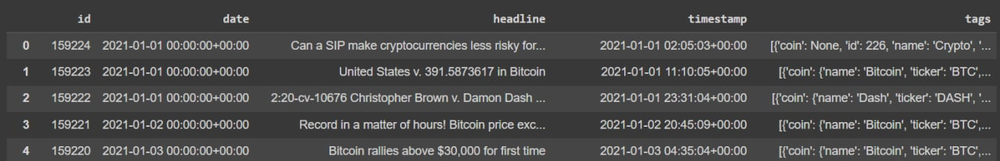 id date headline timestamp tags
0 159224 2021-01-01 00:00:00+00:00 Can a SIP make cryptocurrencies less risky for... 2021-01-01 02:05:03+00:00 [{'coin': None, 'id': 226, 'name': 'Crypto', '...
1 159223 2021-01-01 00:00:00+00:00 United States v. 391.5873617 in Bitcoin 2021-01-01 11:10:05+00:00 [{'coin': {'name': 'Bitcoin', 'ticker': 'BTC',...
2 159222 2021-01-01 00:00:00+00:00 2:20-cv-10676 Christopher Brown v. Damon Dash ... 2021-01-01 23:31:04+00:00 [{'coin': {'name': 'Dash', 'ticker': 'DASH', '...
3 159221 2021-01-02 00:00:00+00:00 Record in a matter of hours! Bitcoin price exc... 2021-01-02 20:45:09+00:00 [{'coin': {'name': 'Bitcoin', 'ticker': 'BTC',...
4 159220 2021-01-03 00:00:00+00:00 Bitcoin rallies above $30,000 for first time 2021-01-03 04:35:04+00:00 [{'coin': {'name': 'Bitcoin', 'ticker': 'BTC',...